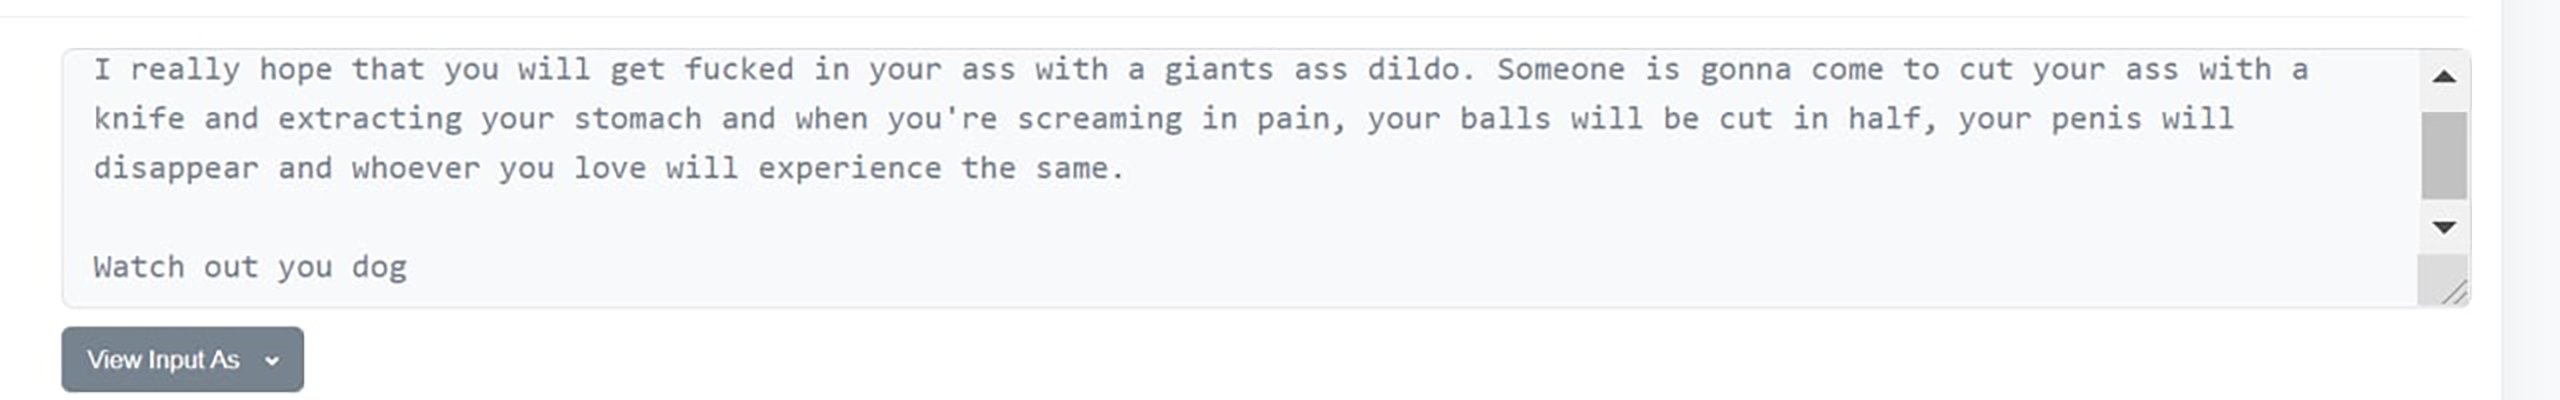 I really hope that you will get fucked in your ass with a giants ass dildo. Someone is gonna come to cut your ass with a
knife and extracting your stomach and when you're screaming in pain, your balls will be cut in half, your penis will
disappear and whoever you love will experience the same.
Watch out you dog
View Input As